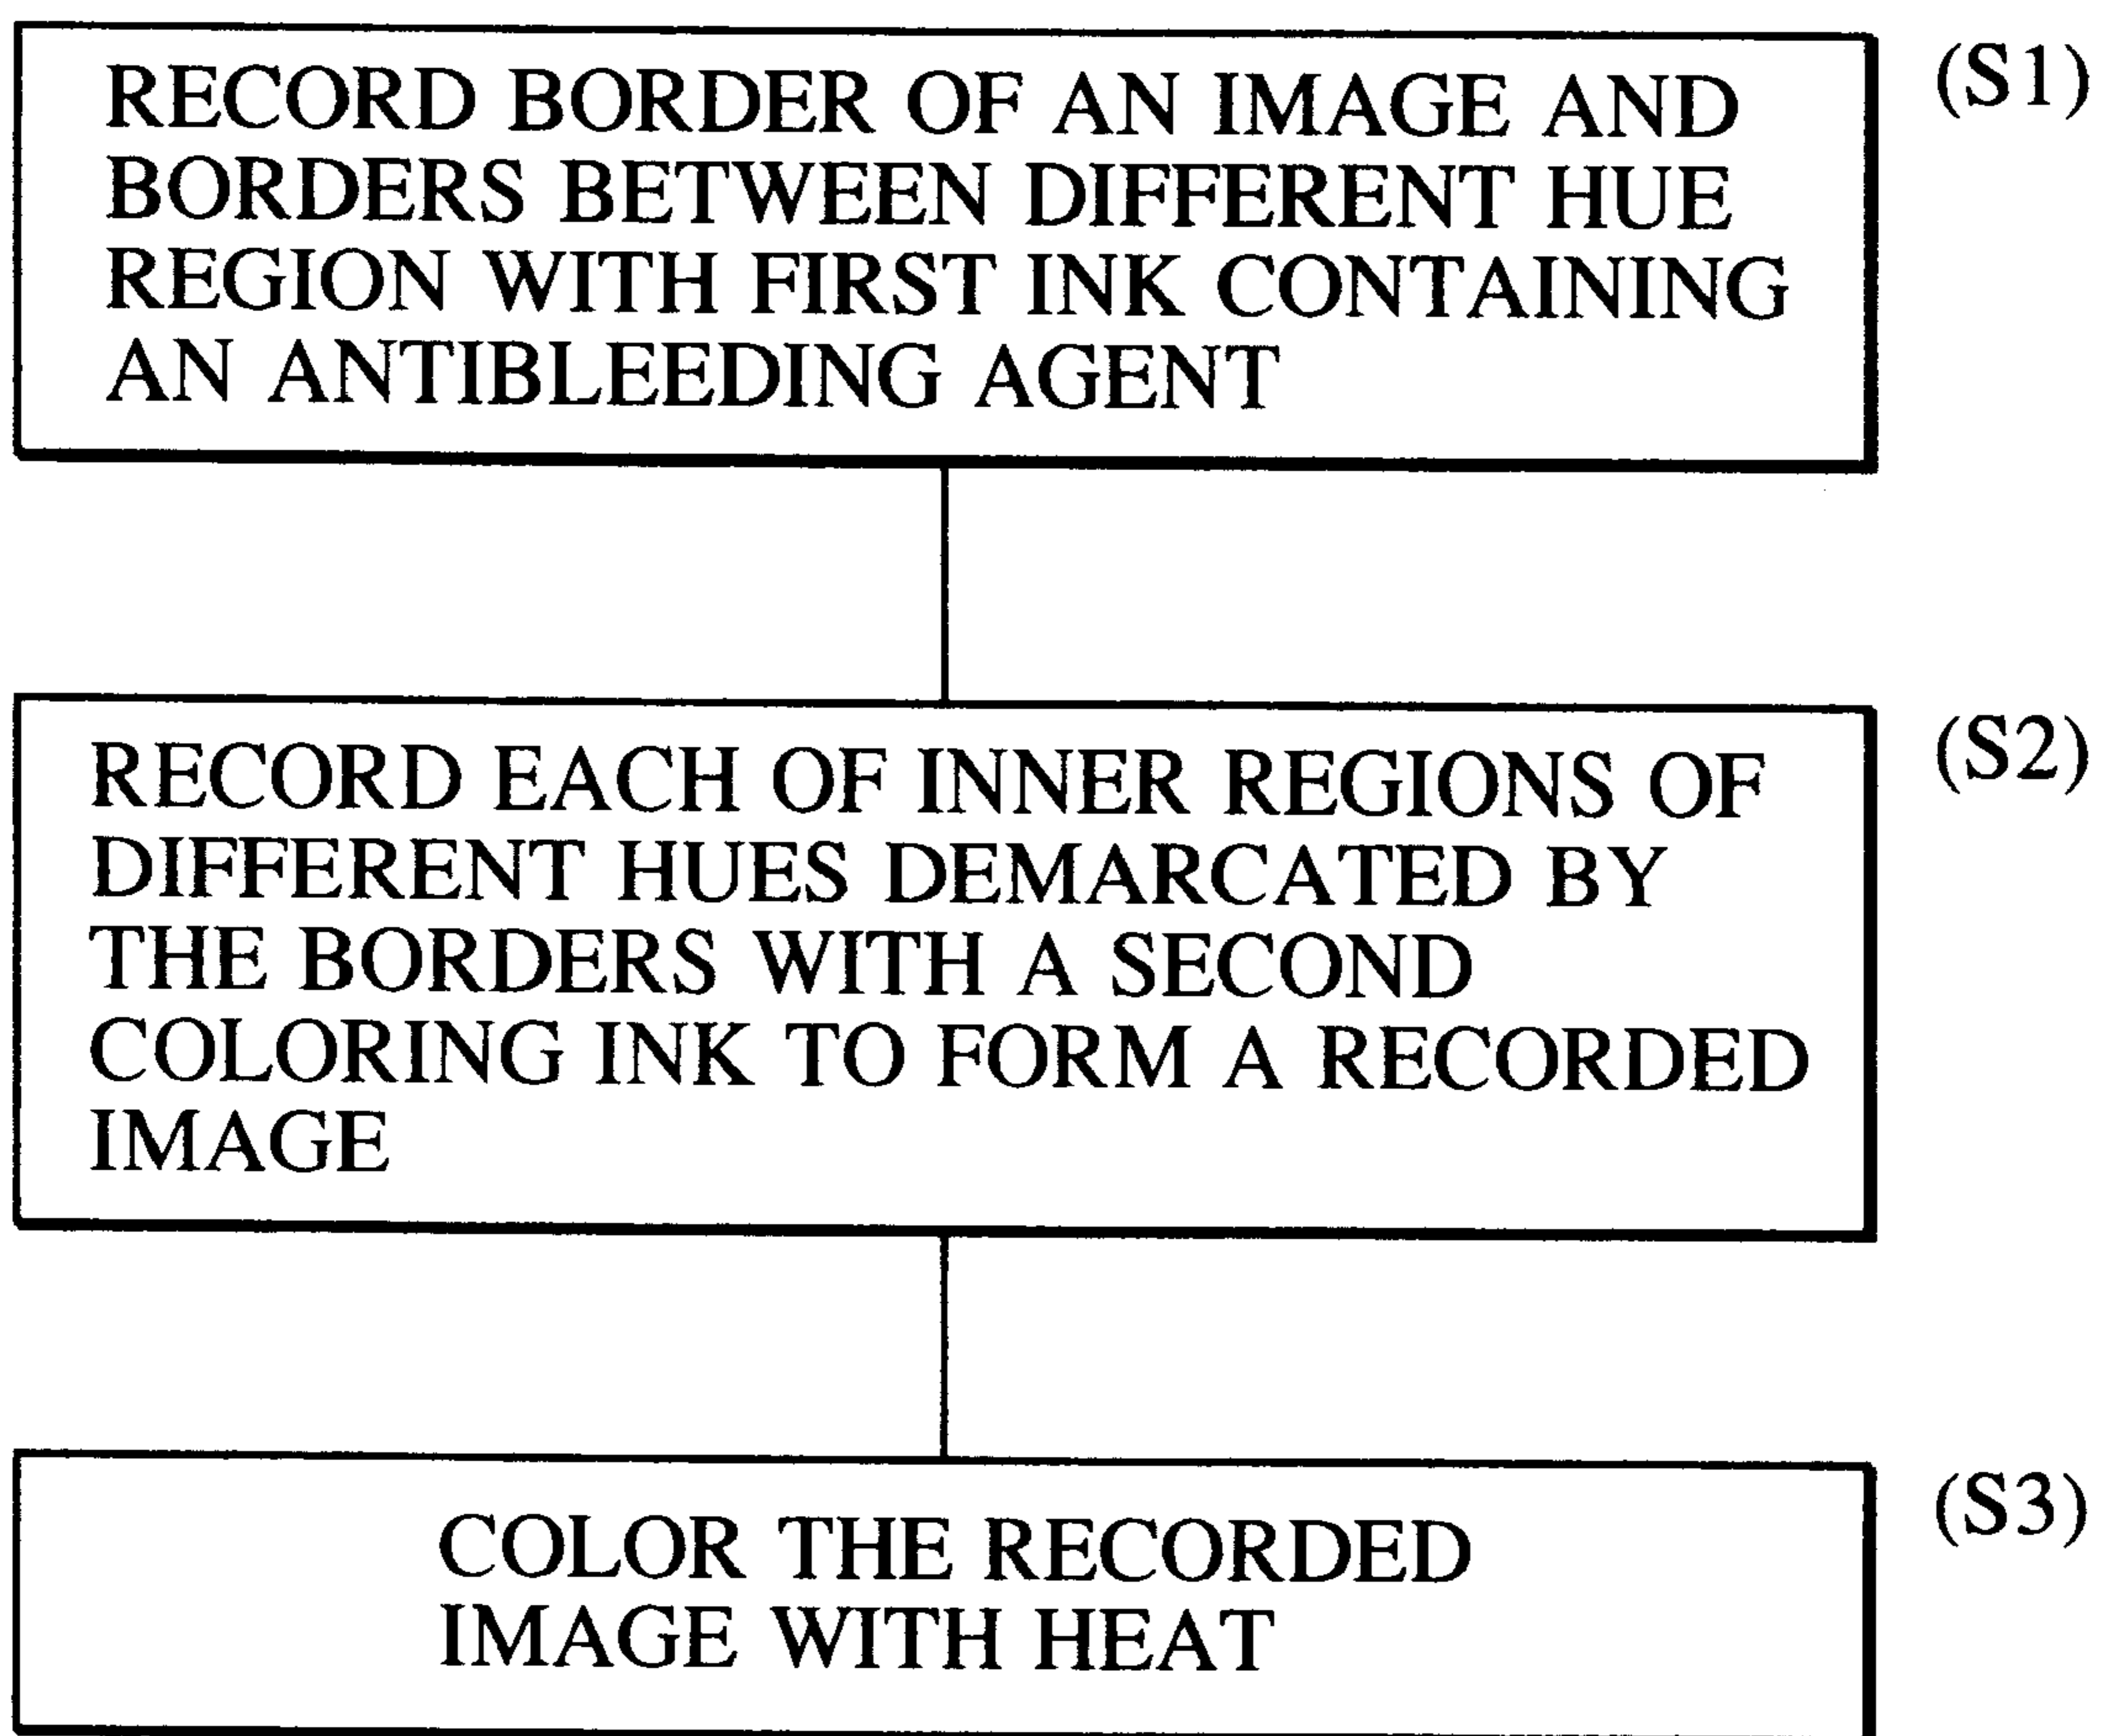 RECORD BORDER OF AN IMAGE AND
BORDERS BETWEEN DIFFERENT HUE
REGION WITH FIRST INK CONTAINING
AN ANTIBLEEDING AGENT
(S1)
RECORD EACH OF INNER REGIONS OF
DIFFERENT HUES DEMARCATED BY
THE BORDERS WITH A SECOND
COLORING INK TO FORM A RECORDED
IMAGE
(S2)
COLOR THE RECORDED
IMAGE WITH HEAT
(S3)